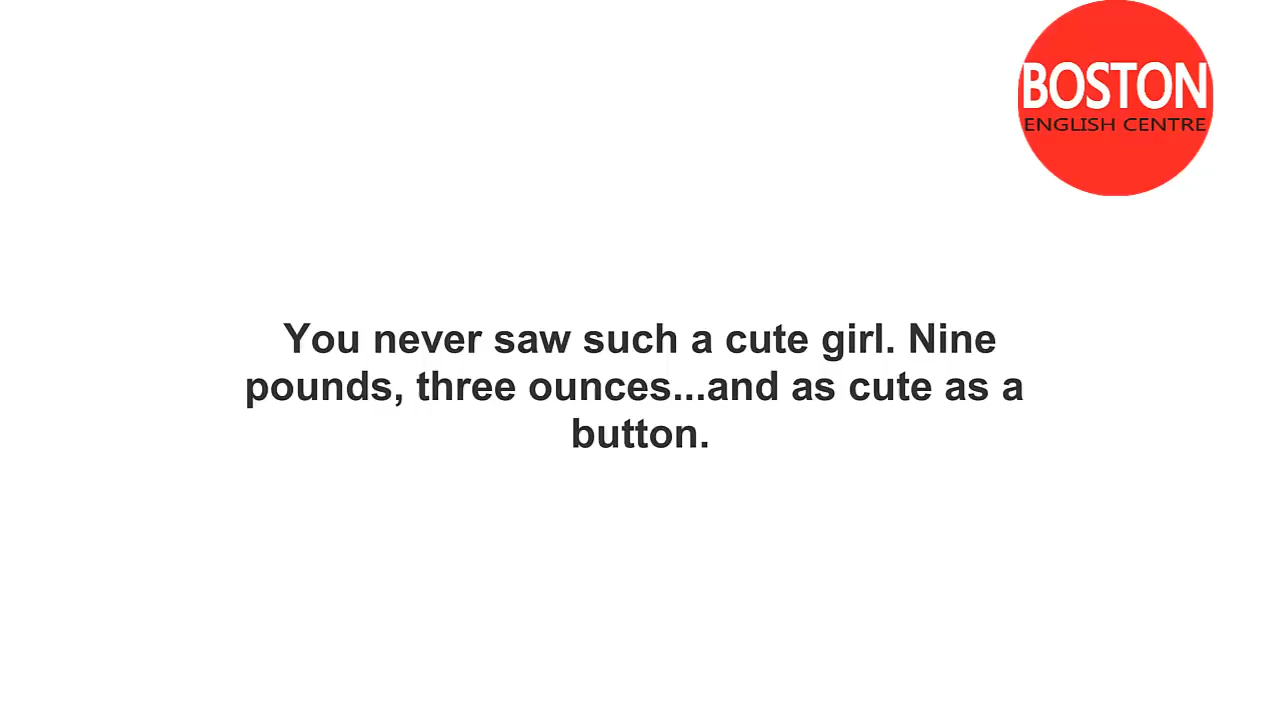 BOSTON
ENGLISH CENTRE
You never saw such a cute girl. Nine
pounds, three ounces...and as cute as a
button.